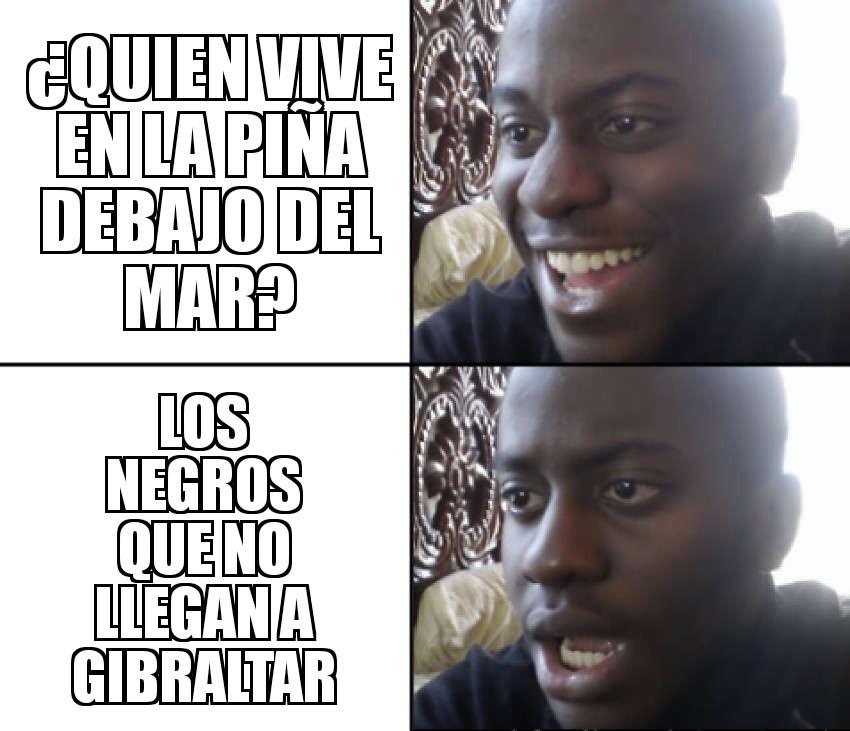 ¿QUIEN VIVE
EN LA PIÑA
DEBAJO DEL
MAR?
LOS
NEGROS
QUE NO
LLEGAN A
GIBRALTAR